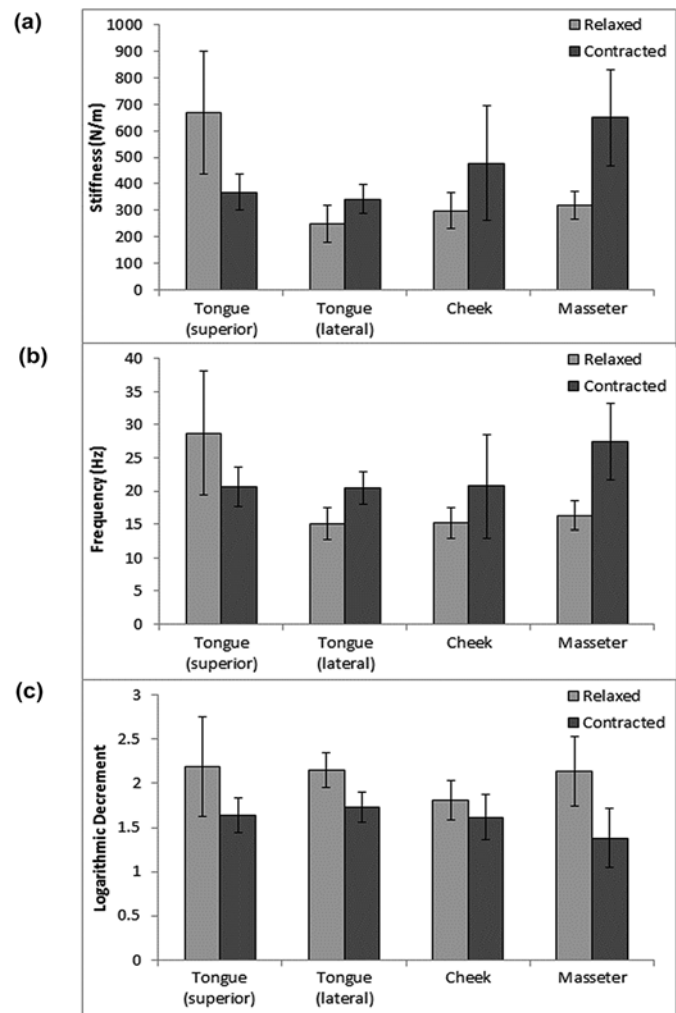 (a)
Stiffness (N/m)
1000
900
800
700
600
500
400
300
200
100
0
Relaxed
Contracted
Tongue (superior)
Tongue (lateral)
Cheek
Masseter
(b)
Frequency (Hz)
40
35
30
25
20
15
10
5
0
Relaxed
Contracted
Tongue (superior)
Tongue (lateral)
Cheek
Masseter
(c)
Logarithmic Decrement
3
2.5
2
1.5
1
0.5
0
Relaxed
Contracted
Tongue (superior)
Tongue (lateral)
Cheek
Masseter